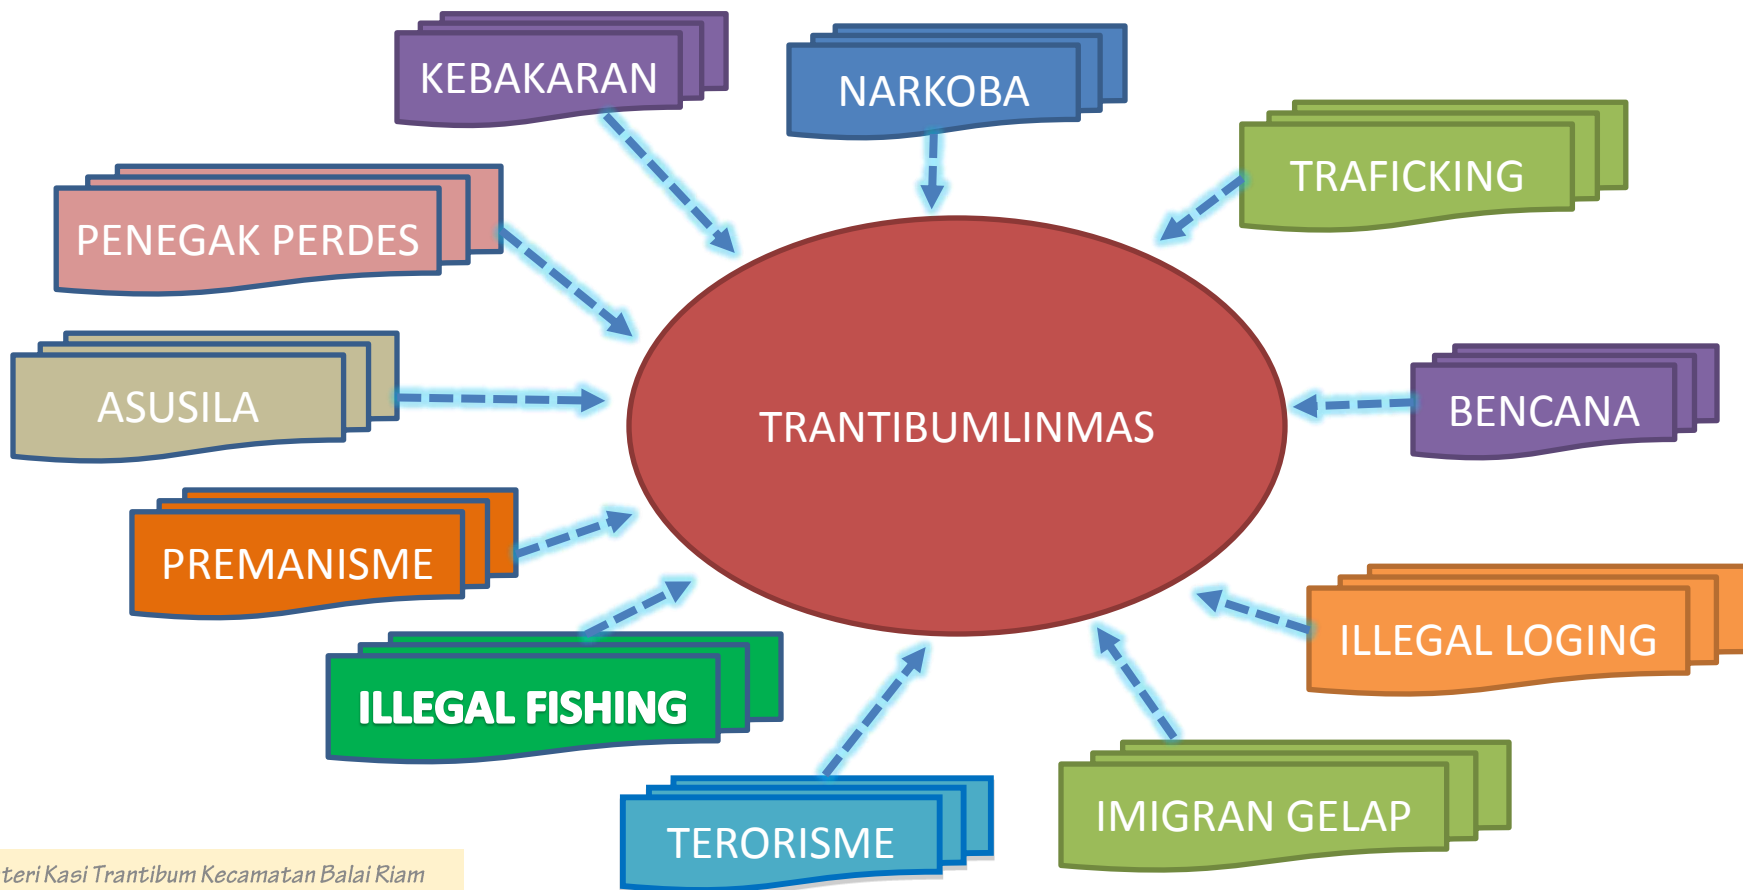 KEBAKARAN
NARKOBA
TRAFICKING
PENEGAK PERDES
ASUSILA
TRANTIBUMLINMAS
BENCANA
PREMANISME
ILLEGAL LOGING
ILLEGAL FISHING
IMIGRAN GELAP
TERORISME
teri Kasi Trantibum Kecamatan Balai Riam